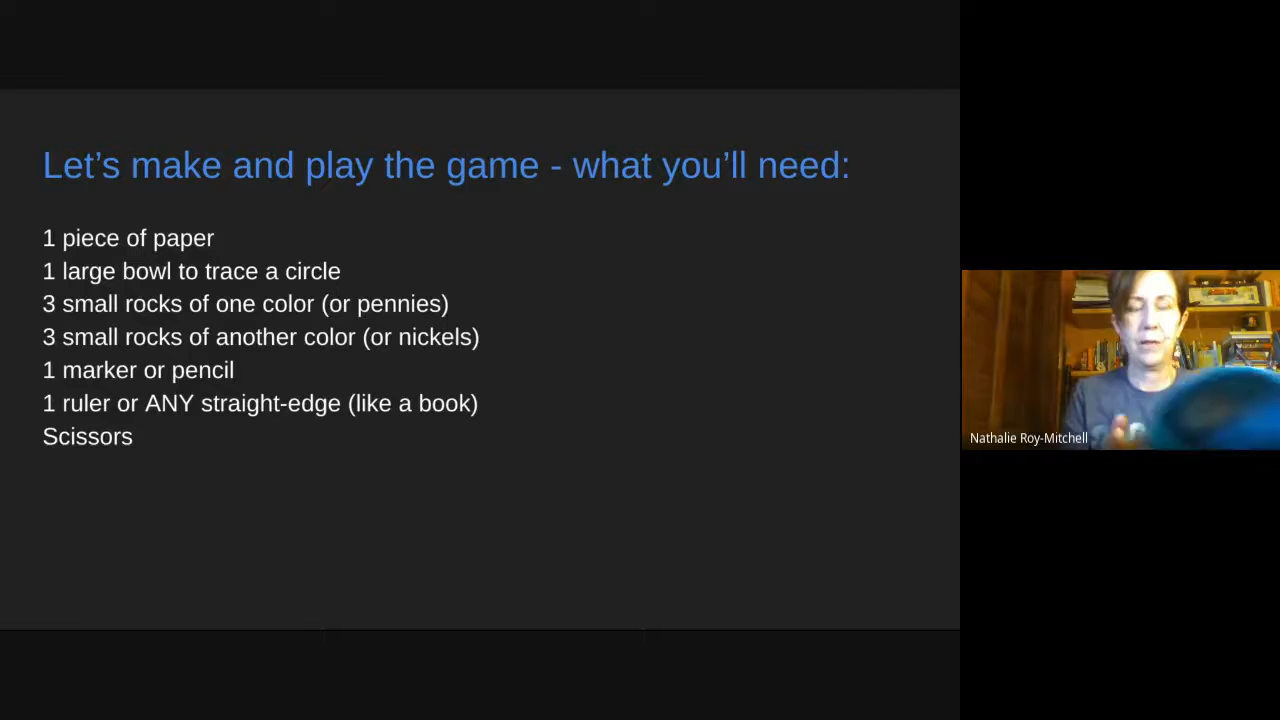 Let’s make and play the game - what you’ll need:
1 piece of paper
1 large bowl to trace a circle
3 small rocks of one color (or pennies)
3 small rocks of another color (or nickels)
1 marker or pencil
1 ruler or ANY straight-edge (like a book)
Scissors
Nathalie Roy-Mitchell